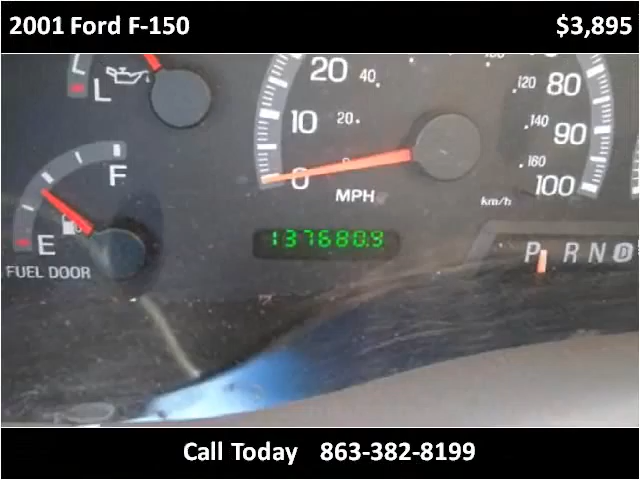 2001 Ford F-150 $3,895
L
20 40
10 20
0 0
MPH
120 80
140 90
160
km/h 100
F
E
FUEL DOOR
137680.9
P R N D
Call Today 863-382-8199